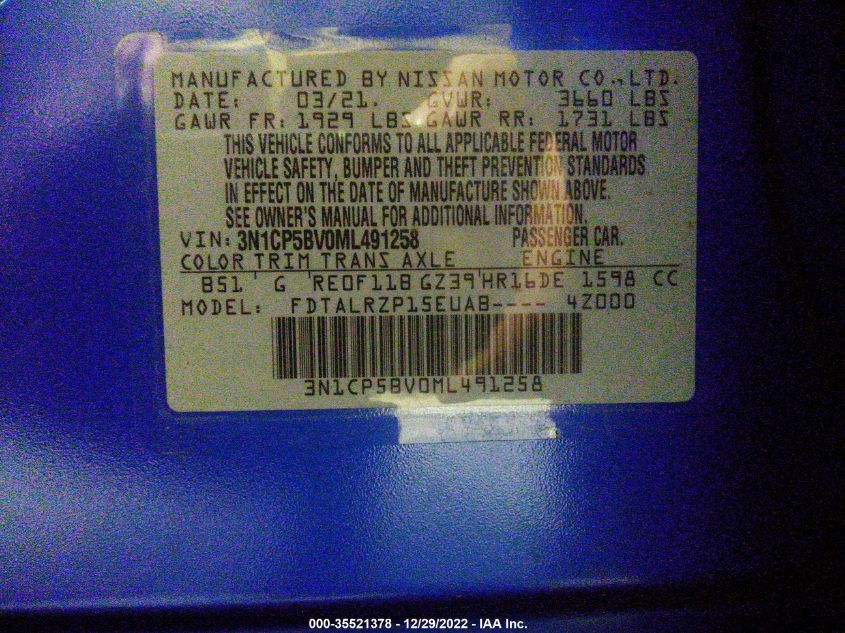 MANUFACTURED BY NISSAN MOTOR CO., LTD.
DATE: 03/21. GVWR: 3660 LBS
GAWR FR: 1929 LBS GAWR RR: 1731 LBS
THIS VEHICLE CONFORMS TO ALL APPLICABLE FEDERAL MOTOR
VEHICLE SAFETY, BUMPER AND THEFT PREVENTION STANDARDS
IN EFFECT ON THE DATE OF MANUFACTURE SHOWN ABOVE.
SEE OWNER'S MANUAL FOR ADDITIONAL INFORMATION.
VIN: 3N1CP5BV0ML491258 PASSENGER CAR.
COLOR TRIM TRANS AXLE ENGINE
B51 ' G 'RE0F11B GZ39'HR16DE 1598 CC
MODEL: FDTALRZP15EUAB---- 4Z000
3N1CP5BV0ML491258
000-35521378 - 12/29/2022 - IAA Inc.